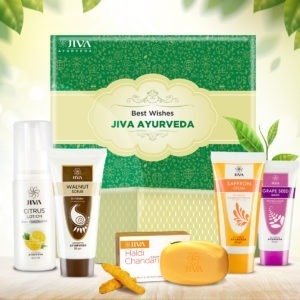 JIVA
AYURVEDA
Best Wishes
JIVA AYURVEDA
JIVA
CITRUS
LOTION
JIVA
WALNUT
SCRUB
JIVA
SAFFRON
JIVA
GRAPE SEED
JIVA
Haldi
Chandan